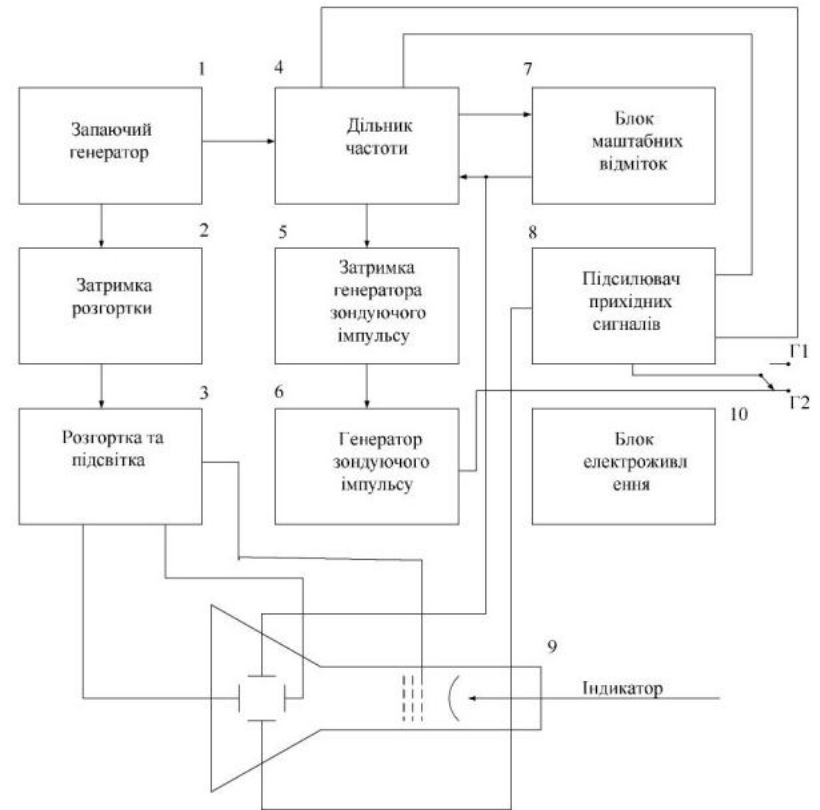 1
Запаючий
генератор
4
Дільник
частоти
7
Блок
маштабних
відміток
2
Затримка
розгортки
5
Затримка
генератора
зондуючого
імпульсу
8
Підсилювач
прихідних
сигналів
Г1
Г2
3
Розгортка та
підсвітка
6
Генератор
зондуючого
імпульсу
10
Блок
електроживл
ення
9
Індикатор